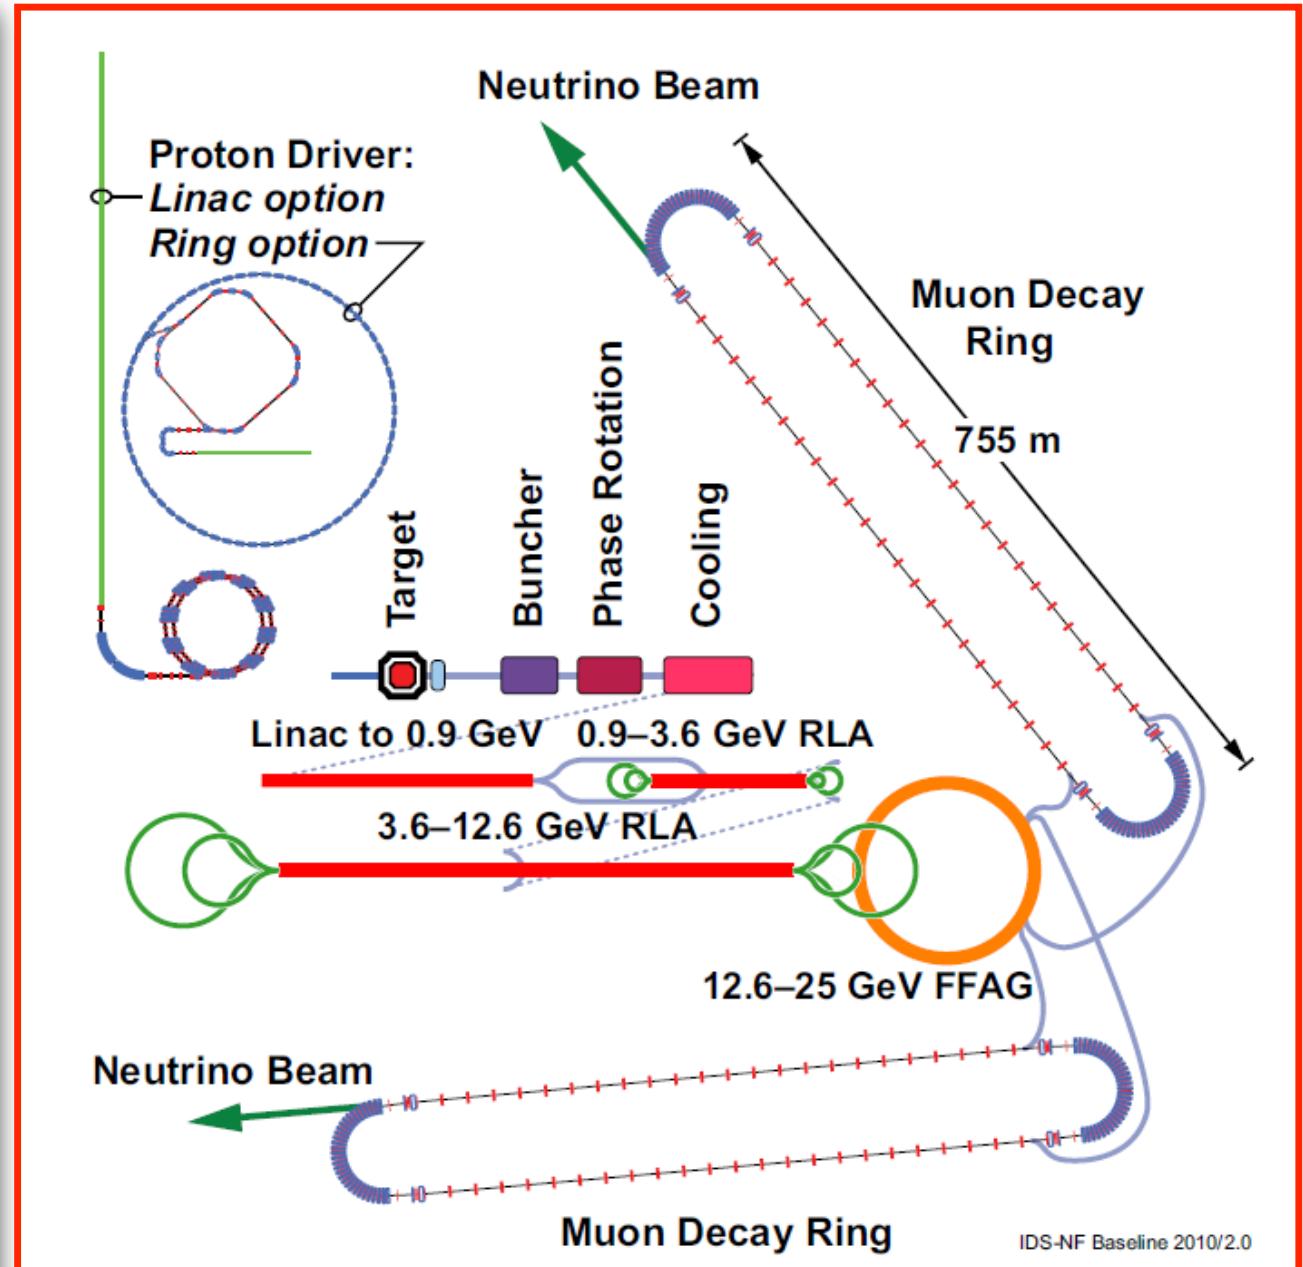 Neutrino Beam
Proton Driver:
Linac option
Ring option
Muon Decay
Ring
755 m
Target
Buncher
Phase Rotation
Cooling
Linac to 0.9 GeV
0.9–3.6 GeV RLA
3.6–12.6 GeV RLA
12.6–25 GeV FFAG
Neutrino Beam
Muon Decay Ring
IDS-NF Baseline 2010/2.0